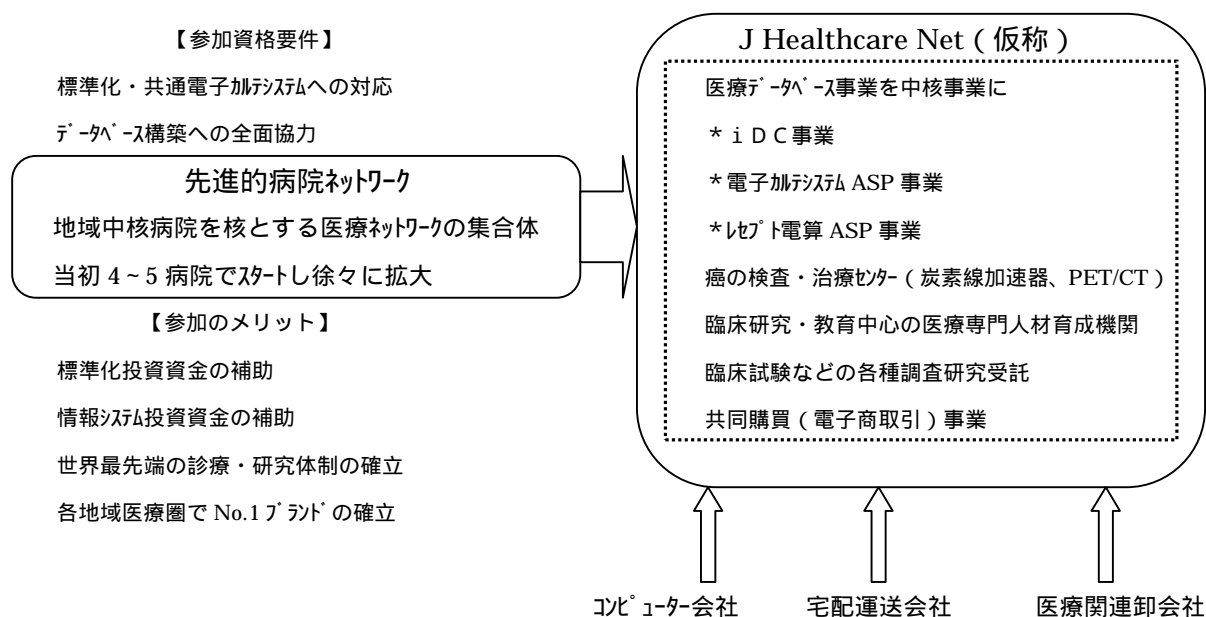 【参加資格要件】
標準化・共通電子ｶﾙﾃｼｽﾃﾑへの対応
ﾃﾞｰﾀﾍﾞｰｽ構築への全面協力
先進的病院ﾈｯﾄﾜｰｸ
地域中核病院を核とする医療ﾈｯﾄﾜｰｸの集合体
当初 4~5 病院でｽﾀｰﾄし徐々に拡大
【参加のメリット】
標準化投資資金の補助
情報ｼｽﾃﾑ投資資金の補助
世界最先端の診療・研究体制の確立
各地域医療圏で No.1 ﾌﾞﾗﾝﾄﾞの確立
J Healthcare Net（仮称）
医療ﾃﾞｰﾀﾍﾞｰｽ事業を中核事業に
＊ｉＤＣ事業
＊電子ｶﾙﾃｼｽﾃﾑ ASP 事業
＊ﾚｾﾌﾟﾄ電算 ASP 事業
癌の検査・治療ｾﾝﾀｰ（炭素線加速器、PET/CT）
臨床研究・教育中心の医療専門人材育成機関
臨床試験などの各種調査研究受託
共同購買（電子商取引）事業
ｺﾝﾋﾟｭｰﾀｰ会社
宅配運送会社
医療関連卸会社